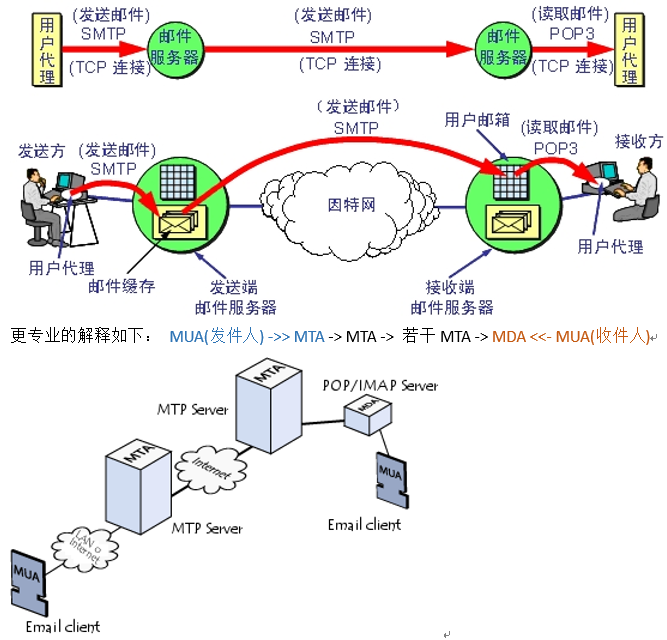 用户代理
(发送邮件)
SMTP
(TCP 连接)
邮件
服务器
(发送邮件)
SMTP
(TCP 连接)
邮件
服务器
(读取邮件)
POP3
(TCP 连接)
用户代理
发送方
(发送邮件)
SMTP
（发送邮件）
SMTP
用户邮箱
(读取邮件)
POP3
接收方
因特网
用户代理
邮件缓存
发送端
邮件服务器
接收端
邮件服务器
用户代理
更专业的解释如下： MUA(发件人) ->> MTA -> MTA -> 若干 MTA -> MDA <<- MUA(收件人)
MTA
MTP Server
POP/IMAP Server
MDA
MTA
Internet
MUA
MTP Server
Email client
LAN o
Internet
MUA
Email client